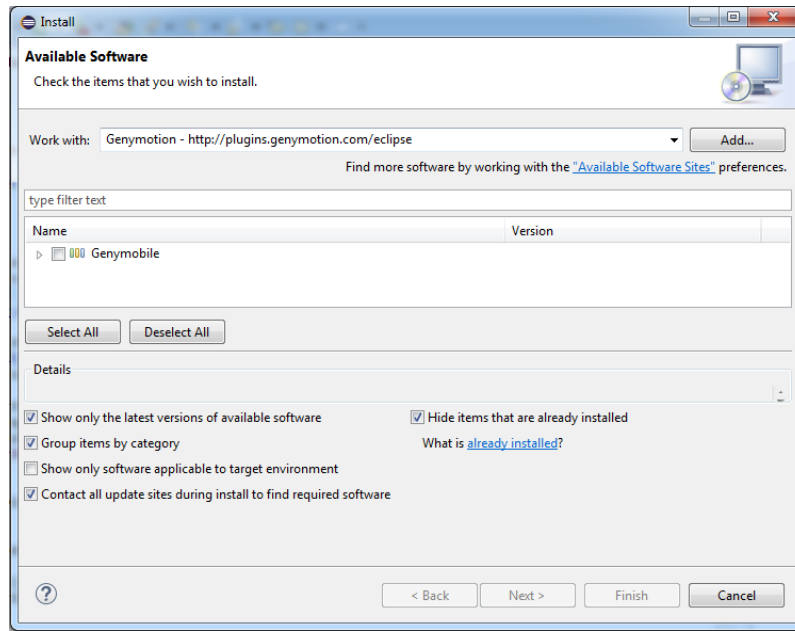 Install
Available Software
Check the items that you wish to install.
Work with: Genymotion - http://plugins.genymotion.com/eclipse Add...
Find more software by working with the "Available Software Sites" preferences.
type filter text
Name Version
Genymobile
Select All Deselect All
Details
Show only the latest versions of available software Hide items that are already installed
Group items by category What is already installed?
Show only software applicable to target environment
Contact all update sites during install to find required software
? < Back Next > Finish Cancel